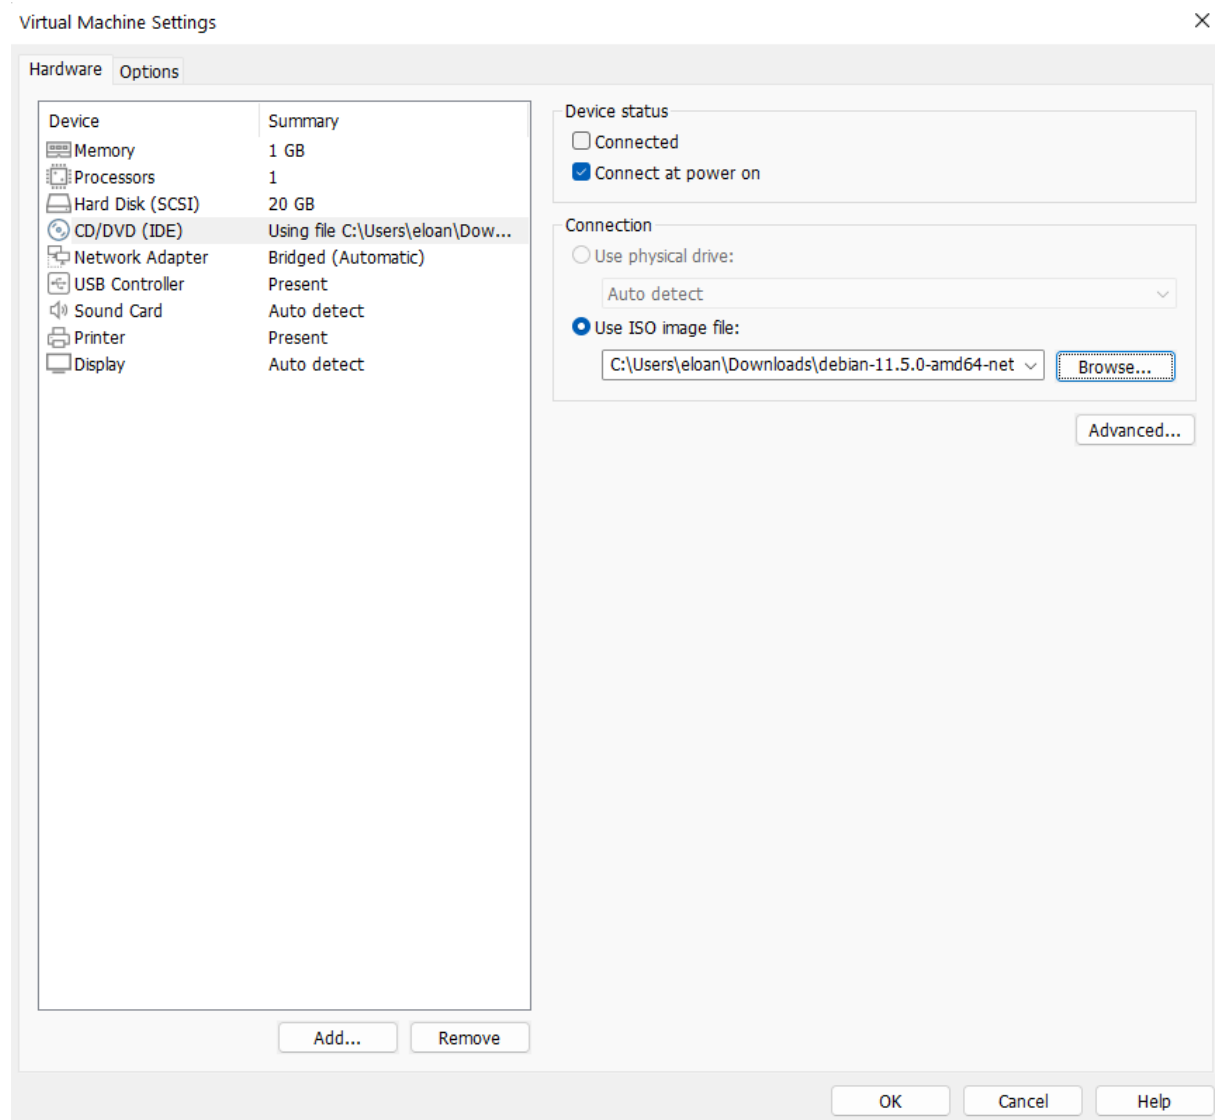 Virtual Machine Settings
Hardware Options
Device Summary
Memory 1 GB
Processors 1
Hard Disk (SCSI) 20 GB
CD/DVD (IDE) Using file C:\Users\eloan\Dow...
Network Adapter Bridged (Automatic)
USB Controller Present
Sound Card Auto detect
Printer Present
Display Auto detect
Add... Remove
Device status
Connected
Connect at power on
Connection
Use physical drive:
Auto detect
Use ISO image file:
C:\Users\eloan\Downloads\debian-11.5.0-amd64-net Browse...
Advanced...
OK Cancel Help